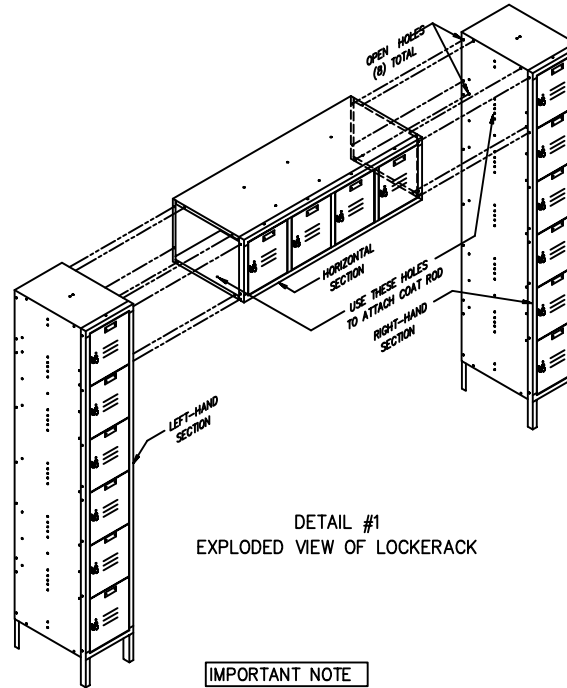 OPEN HOLES
(8) TOTAL
HORIZONTAL
SECTION
USE THESE HOLES
TO ATTACH COAT ROD
RIGHT-HAND
SECTION
LEFT-HAND
SECTION
DETAIL #1
EXPLODED VIEW OF LOCKERACK
IMPORTANT NOTE